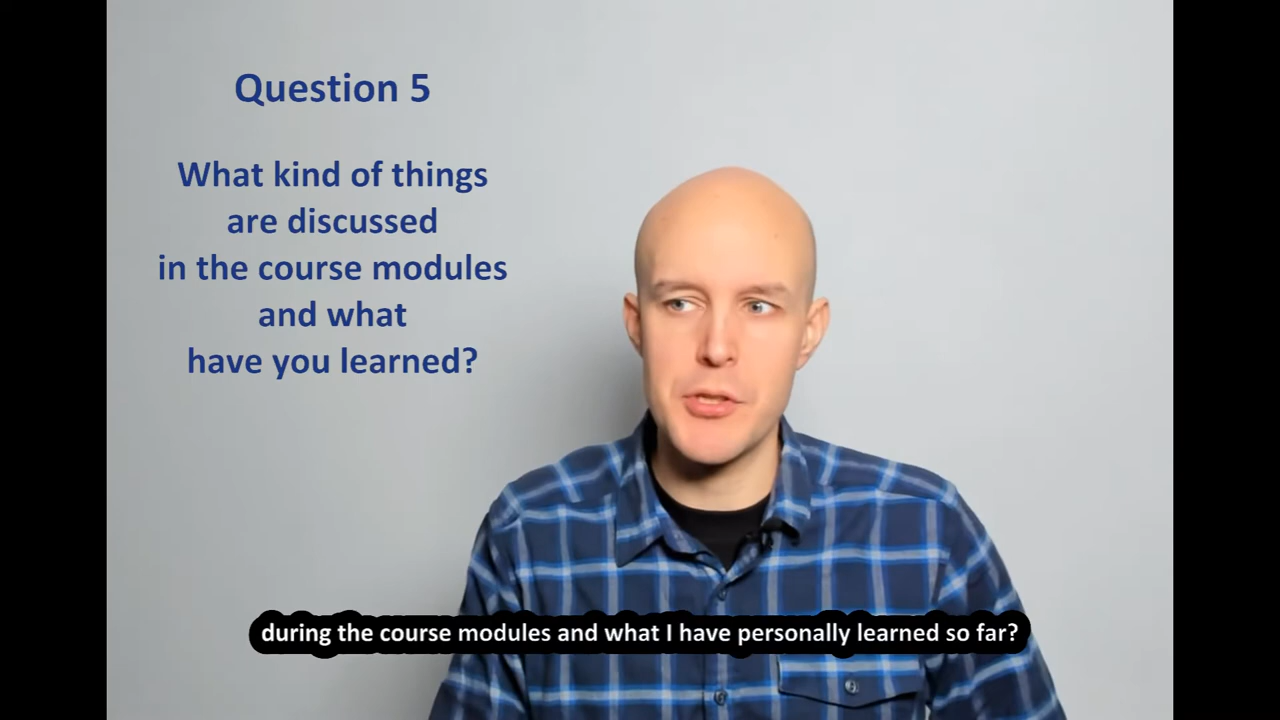 Question 5
What kind of things
are discussed
in the course modules
and what
have you learned?
during the course modules and what I have personally learned so far?